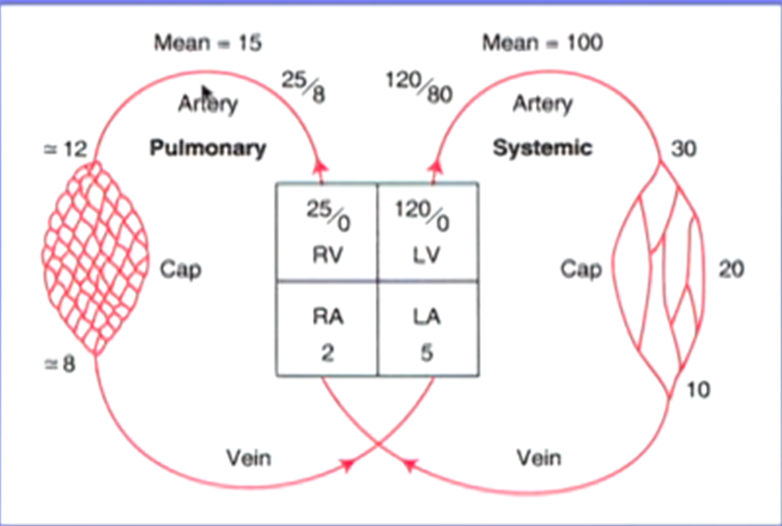 Mean = 15
Mean = 100
25/8
120/80
Artery
Artery
≃ 12
Pulmonary
Systemic
30
25/0
120/0
RV
LV
Cap
Cap
20
RA
LA
2
5
≃ 8
10
Vein
Vein